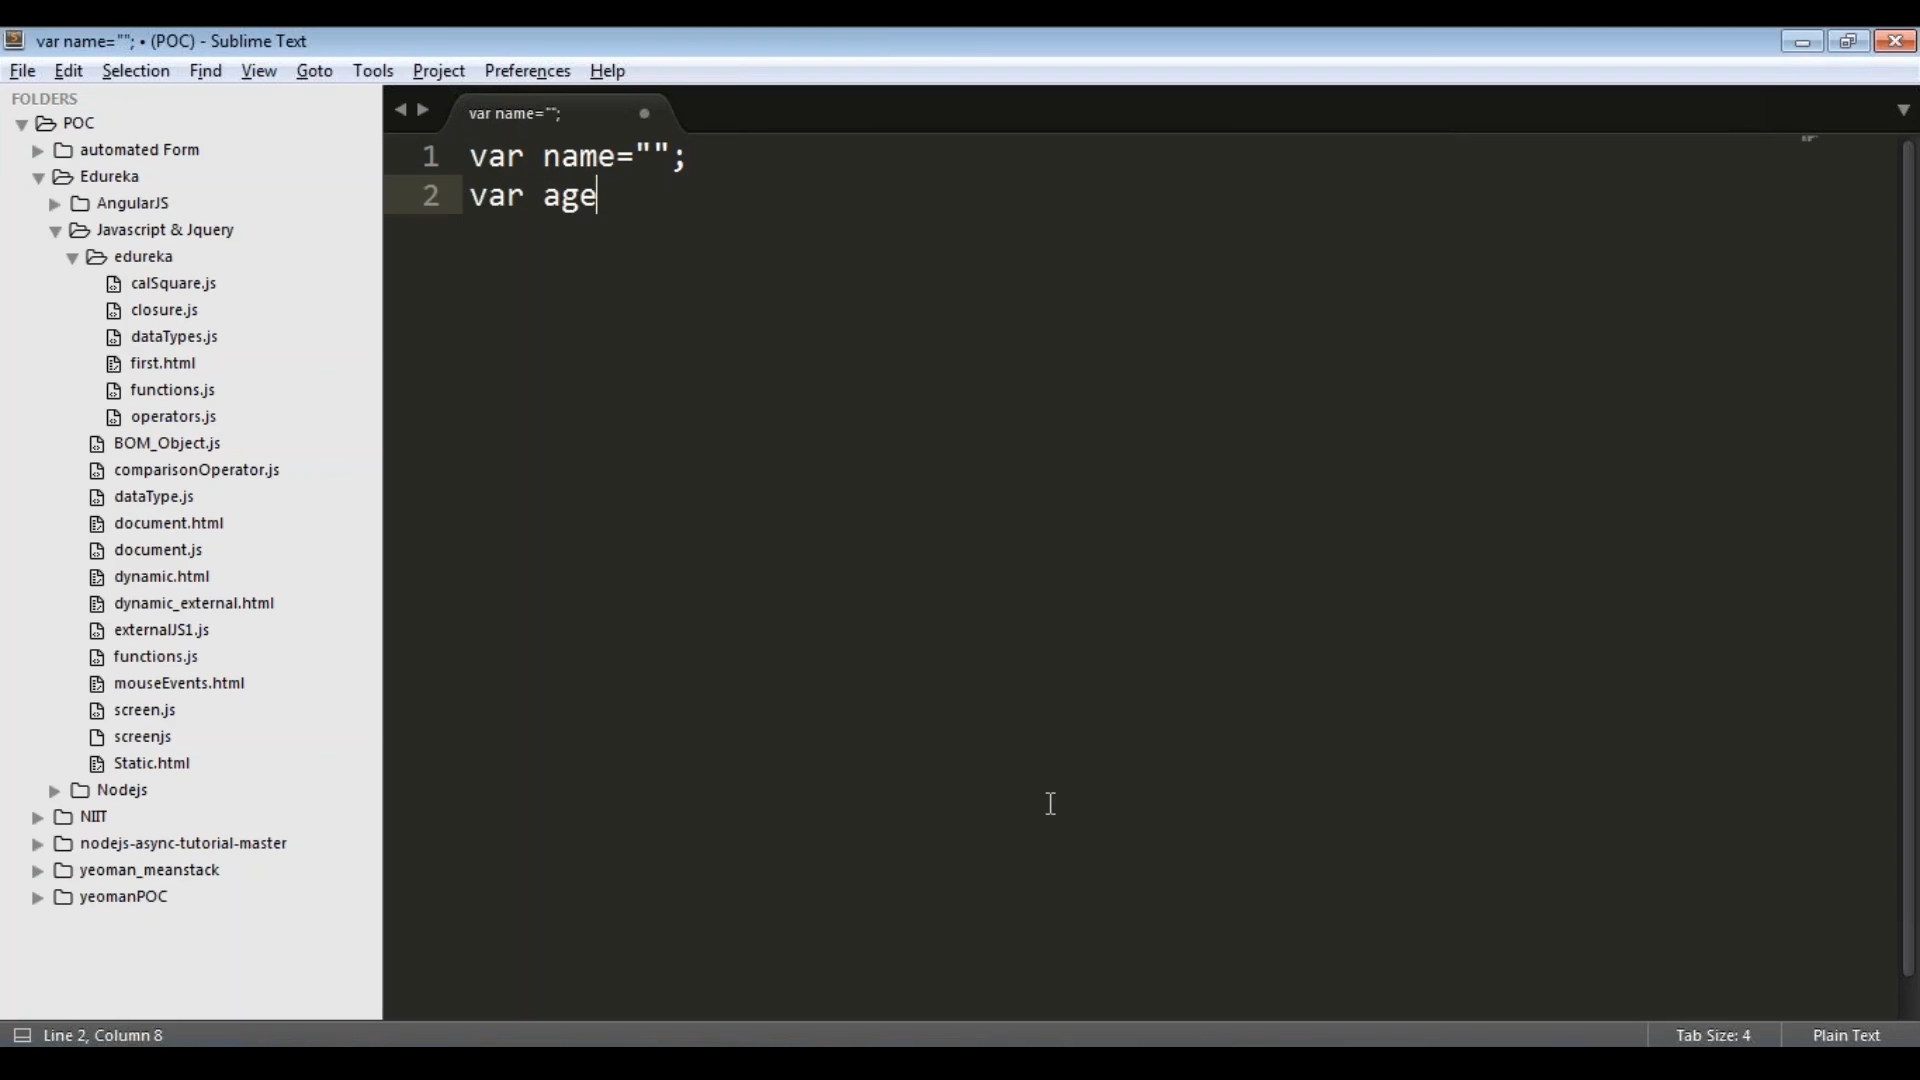 var name=""; • (POC) - Sublime Text
File Edit Selection Find View Goto Tools Project Preferences Help
FOLDERS
POC
automated Form
Edureka
AngularJS
Javascript & Jquery
edureka
calSquare.js
closure.js
dataTypes.js
first.html
functions.js
operators.js
BOM_Object.js
comparisonOperator.js
dataType.js
document.html
document.js
dynamic.html
dynamic_external.html
externalJS1.js
functions.js
mouseEvents.html
screen.js
screenjs
Static.html
Nodejs
NIIT
nodejs-async-tutorial-master
yeoman_meanstack
yeomanPOC
var name="";
1 var name="";
2 var age
Line 2, Column 8
Tab Size: 4
Plain Text